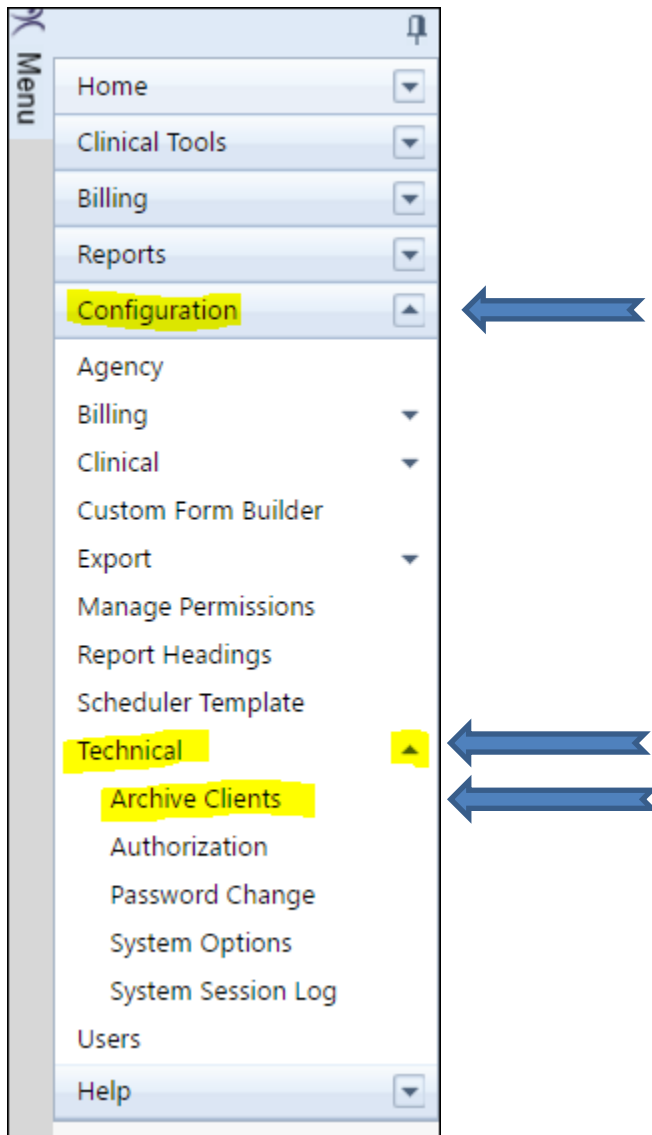 Menu
Home
Clinical Tools
Billing
Reports
Configuration
Agency
Billing
Clinical
Custom Form Builder
Export
Manage Permissions
Report Headings
Scheduler Template
Technical
Archive Clients
Authorization
Password Change
System Options
System Session Log
Users
Help